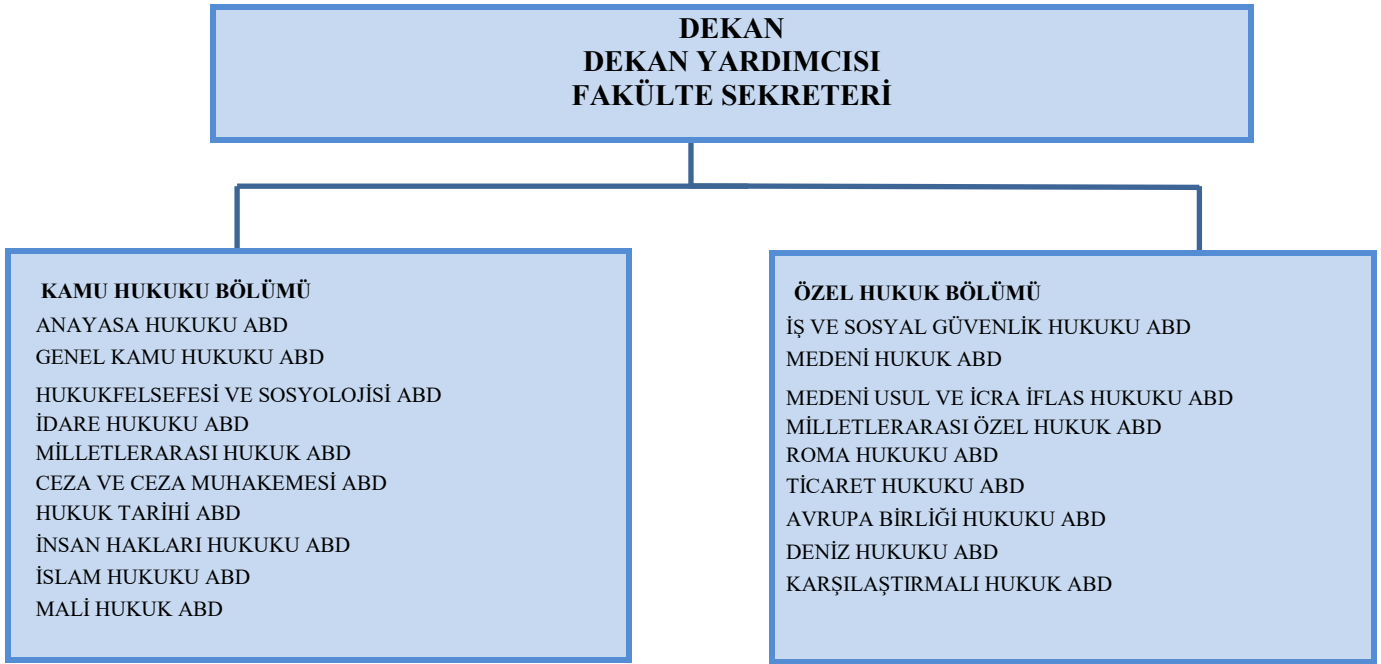 DEKAN
DEKAN YARDIMCISI
FAKÜLTE SEKRETERİ
KAMU HUKUKU BÖLÜMÜ
ANAYASA HUKUKU ABD
GENEL KAMU HUKUKU ABD
HUKUKFELSEFESİ VE SOSYOLOJİSİ ABD
İDARE HUKUKU ABD
MİLLETLERARASI HUKUK ABD
CEZA VE CEZA MUHAKEMESİ ABD
HUKUK TARİHİ ABD
İNSAN HAKLARI HUKUKU ABD
İSLAM HUKUKU ABD
MALİ HUKUK ABD
ÖZEL HUKUK BÖLÜMÜ
İŞ VE SOSYAL GÜVENLİK HUKUKU ABD
MEDENİ HUKUK ABD
MEDENİ USUL VE İCRA İFLAS HUKUKU ABD
MİLLETLERARASI ÖZEL HUKUK ABD
ROMA HUKUKU ABD
TİCARET HUKUKU ABD
AVRUPA BİRLİĞİ HUKUKU ABD
DENİZ HUKUKU ABD
KARŞILAŞTIRMALI HUKUK ABD